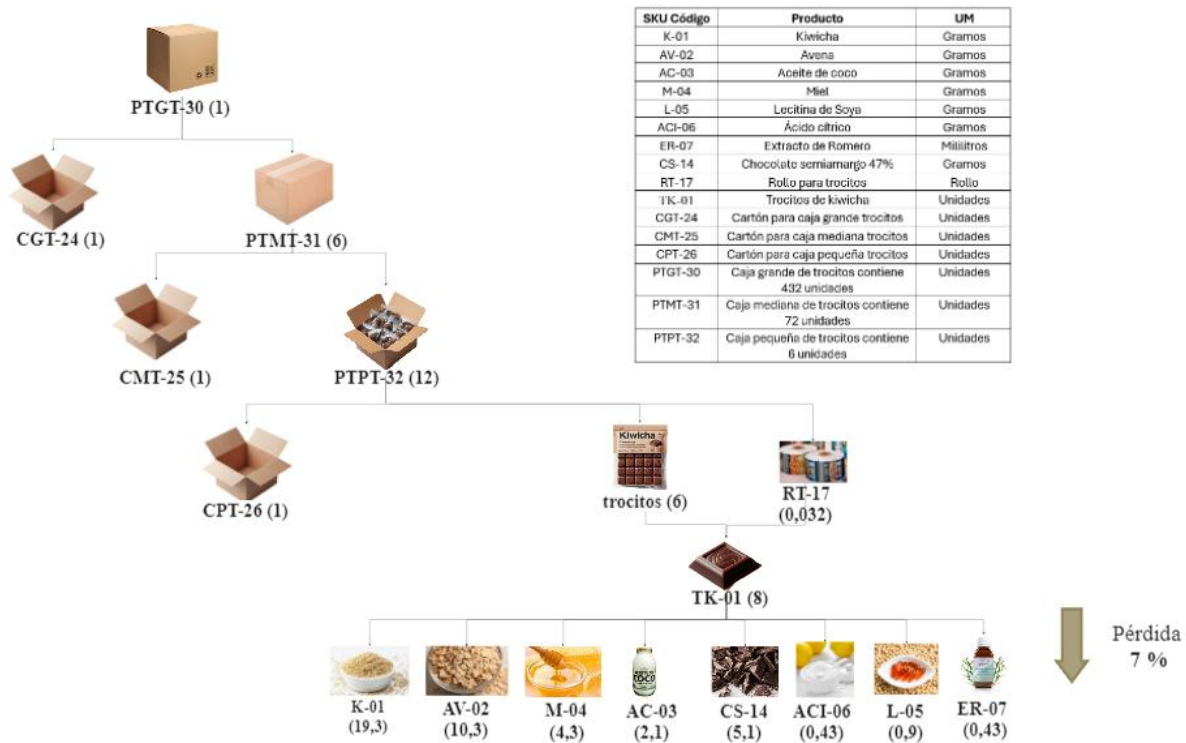 PTGT-30 (1)
CGT-24 (1)
PTMT-31 (6)
CMT-25 (1)
PTPT-32 (12)
CPT-26 (1)
Kiwicha
trocitos (6)
RT-17
(0,032)
TK-01 (8)
COCO
K-01
(19,3)
AV-02
(10,3)
M-04
(4,3)
AC-03
(2,1)
CS-14
(5,1)
ACI-06
(0,43)
L-05
(0,9)
ER-07
(0,43)
Pérdida
7 %
SKU Código Producto UM
K-01 Kiwicha Gramos
AV-02 Avena Gramos
AC-03 Aceite de coco Gramos
M-04 Miel Gramos
L-05 Lecitina de Soya Gramos
ACI-06 Ácido cítrico Gramos
ER-07 Extracto de Romero Mililitros
CS-14 Chocolate semiamargo 47% Gramos
RT-17 Rollo para trocitos Rollo
TK-01 Trocitos de kiwicha Unidades
CGT-24 Cartón para caja grande trocitos Unidades
CMT-25 Cartón para caja mediana trocitos Unidades
CPT-26 Cartón para caja pequeña trocitos Unidades
PTGT-30 Caja grande de trocitos contiene
432 unidades Unidades
PTMT-31 Caja mediana de trocitos contiene
72 unidades Unidades
PTPT-32 Caja pequeña de trocitos contiene
6 unidades Unidades